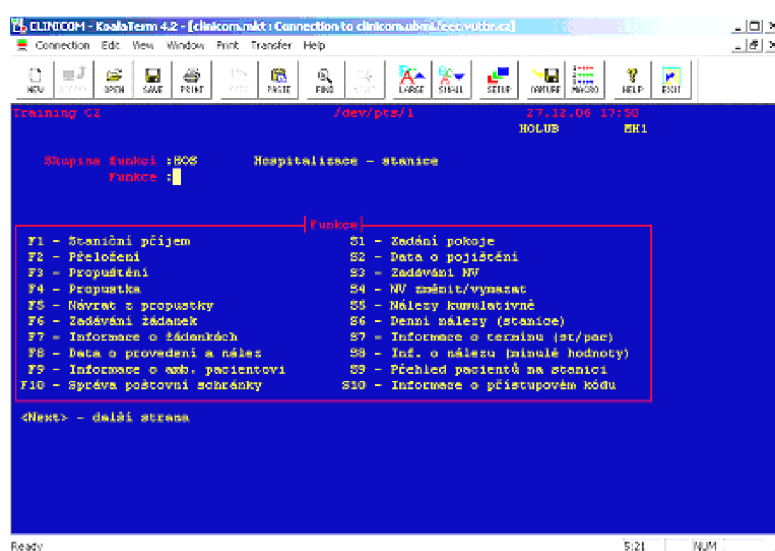 CLINICOM - KoalaTerm 4.2 - [clinicom.mkt : Connection to clinicom.ubmi.feec.vutbr.cz]
Connection Edit View Window Print Transfer Help
NEW OPEN SAVE PRINT COPY PASTE FIND LARGE SMALL SETUP CAPTURE MACRO HELP EXIT
Training CZ /dev/pts/1 27.12.06 17:50
HOLUB MK1
Skupina funkcí :HOS Hospitalizace - stanice
Funkce :
Funkce
F1 - Staniční příjem S1 - Zadání pokoje
F2 - Přeložení S2 - Data o pojištění
F3 - Propuštění S3 - Zadávání NV
F4 - Propustka S4 - NV změnit/vymazat
F5 - Návrat z propustky S5 - Nálezy kumulativně
F6 - Zadávání žádanek S6 - Denní nálezy (stanice)
F7 - Informace o žádankách S7 - Informace o termínu (st/pac)
F8 - Data o provedení a nález S8 - Inf. o nálezu (minulé hodnoty)
F9 - Informace o amb. pacientovi S9 - Přehled pacientů na stanici
F10 - Správa poštovní schránky S10 - Informace o přístupovém kódu
<Next> - další strana
Ready 5:21 NUM